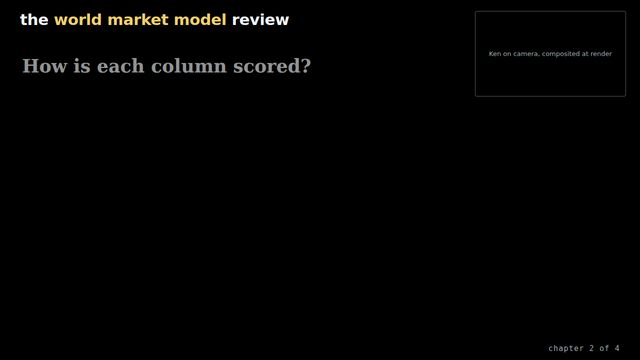 the world market model review
Ken on camera, composited at render
How is each column scored?
chapter 2 of 4